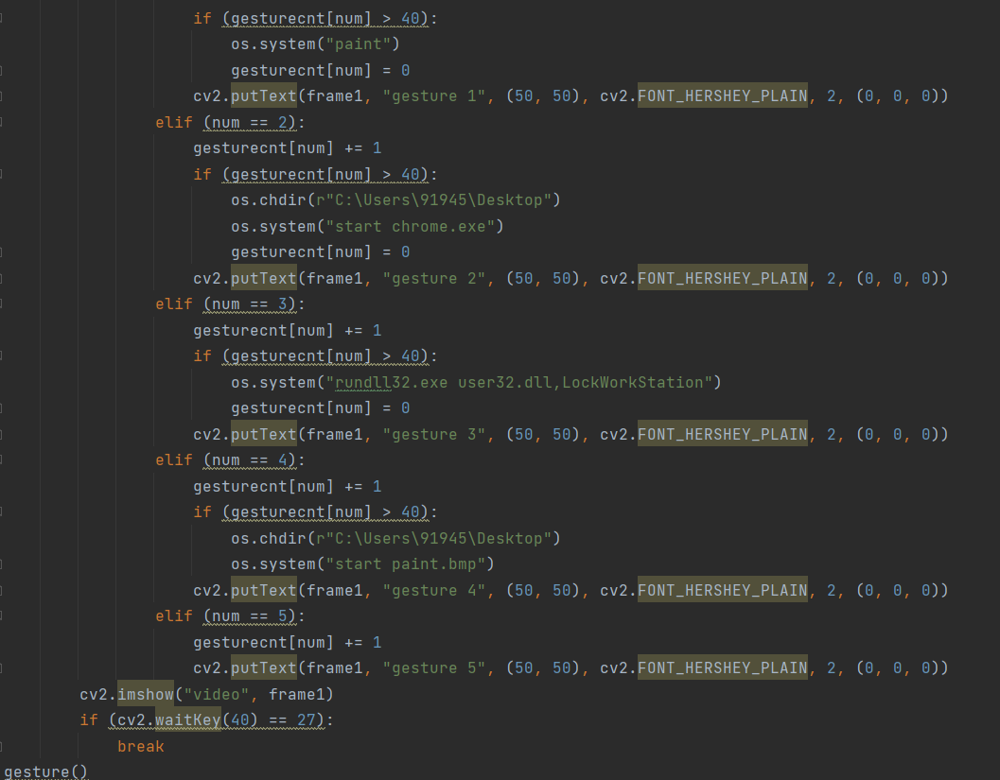 if (gesturecnt[num] > 40):
os.system("paint")
gesturecnt[num] = 0
cv2.putText(frame1, "gesture 1", (50, 50), cv2.FONT_HERSHEY_PLAIN, 2, (0, 0, 0))
elif (num == 2):
gesturecnt[num] += 1
if (gesturecnt[num] > 40):
os.chdir(r"C:\Users\91945\Desktop")
os.system("start chrome.exe")
gesturecnt[num] = 0
cv2.putText(frame1, "gesture 2", (50, 50), cv2.FONT_HERSHEY_PLAIN, 2, (0, 0, 0))
elif (num == 3):
gesturecnt[num] += 1
if (gesturecnt[num] > 40):
os.system("rundll32.exe user32.dll,LockWorkStation")
gesturecnt[num] = 0
cv2.putText(frame1, "gesture 3", (50, 50), cv2.FONT_HERSHEY_PLAIN, 2, (0, 0, 0))
elif (num == 4):
gesturecnt[num] += 1
if (gesturecnt[num] > 40):
os.chdir(r"C:\Users\91945\Desktop")
os.system("start paint.bmp")
cv2.putText(frame1, "gesture 4", (50, 50), cv2.FONT_HERSHEY_PLAIN, 2, (0, 0, 0))
elif (num == 5):
gesturecnt[num] += 1
cv2.putText(frame1, "gesture 5", (50, 50), cv2.FONT_HERSHEY_PLAIN, 2, (0, 0, 0))
cv2.imshow("video", frame1)
if (cv2.waitKey(40) == 27):
break
gesture()